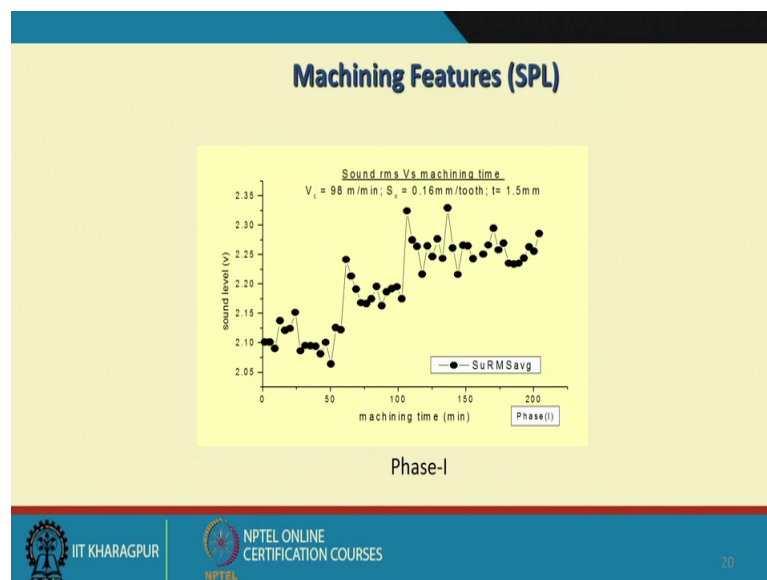 Machining Features (SPL)
Sound rms Vs machining time
Vc = 98 m/min; So = 0.16mm/tooth; t= 1.5mm
2.35
2.30
2.25
2.20
2.15
2.10
2.05
sound level (v)
SuRMSavg
0 50 100 150 200
machining time (min)
Phase(I)
Phase-I
IIT KHARAGPUR
NPTEL
NPTEL ONLINE
CERTIFICATION COURSES
20